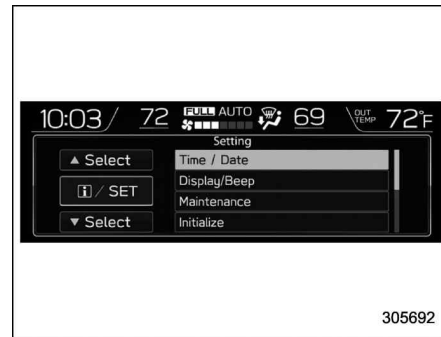 10:03 72 FULL AUTO 69 OUT TEMP 72°F
Setting
▲ Select
Time / Date
Display/Beep
i / SET
Maintenance
▼ Select
Initialize
305692